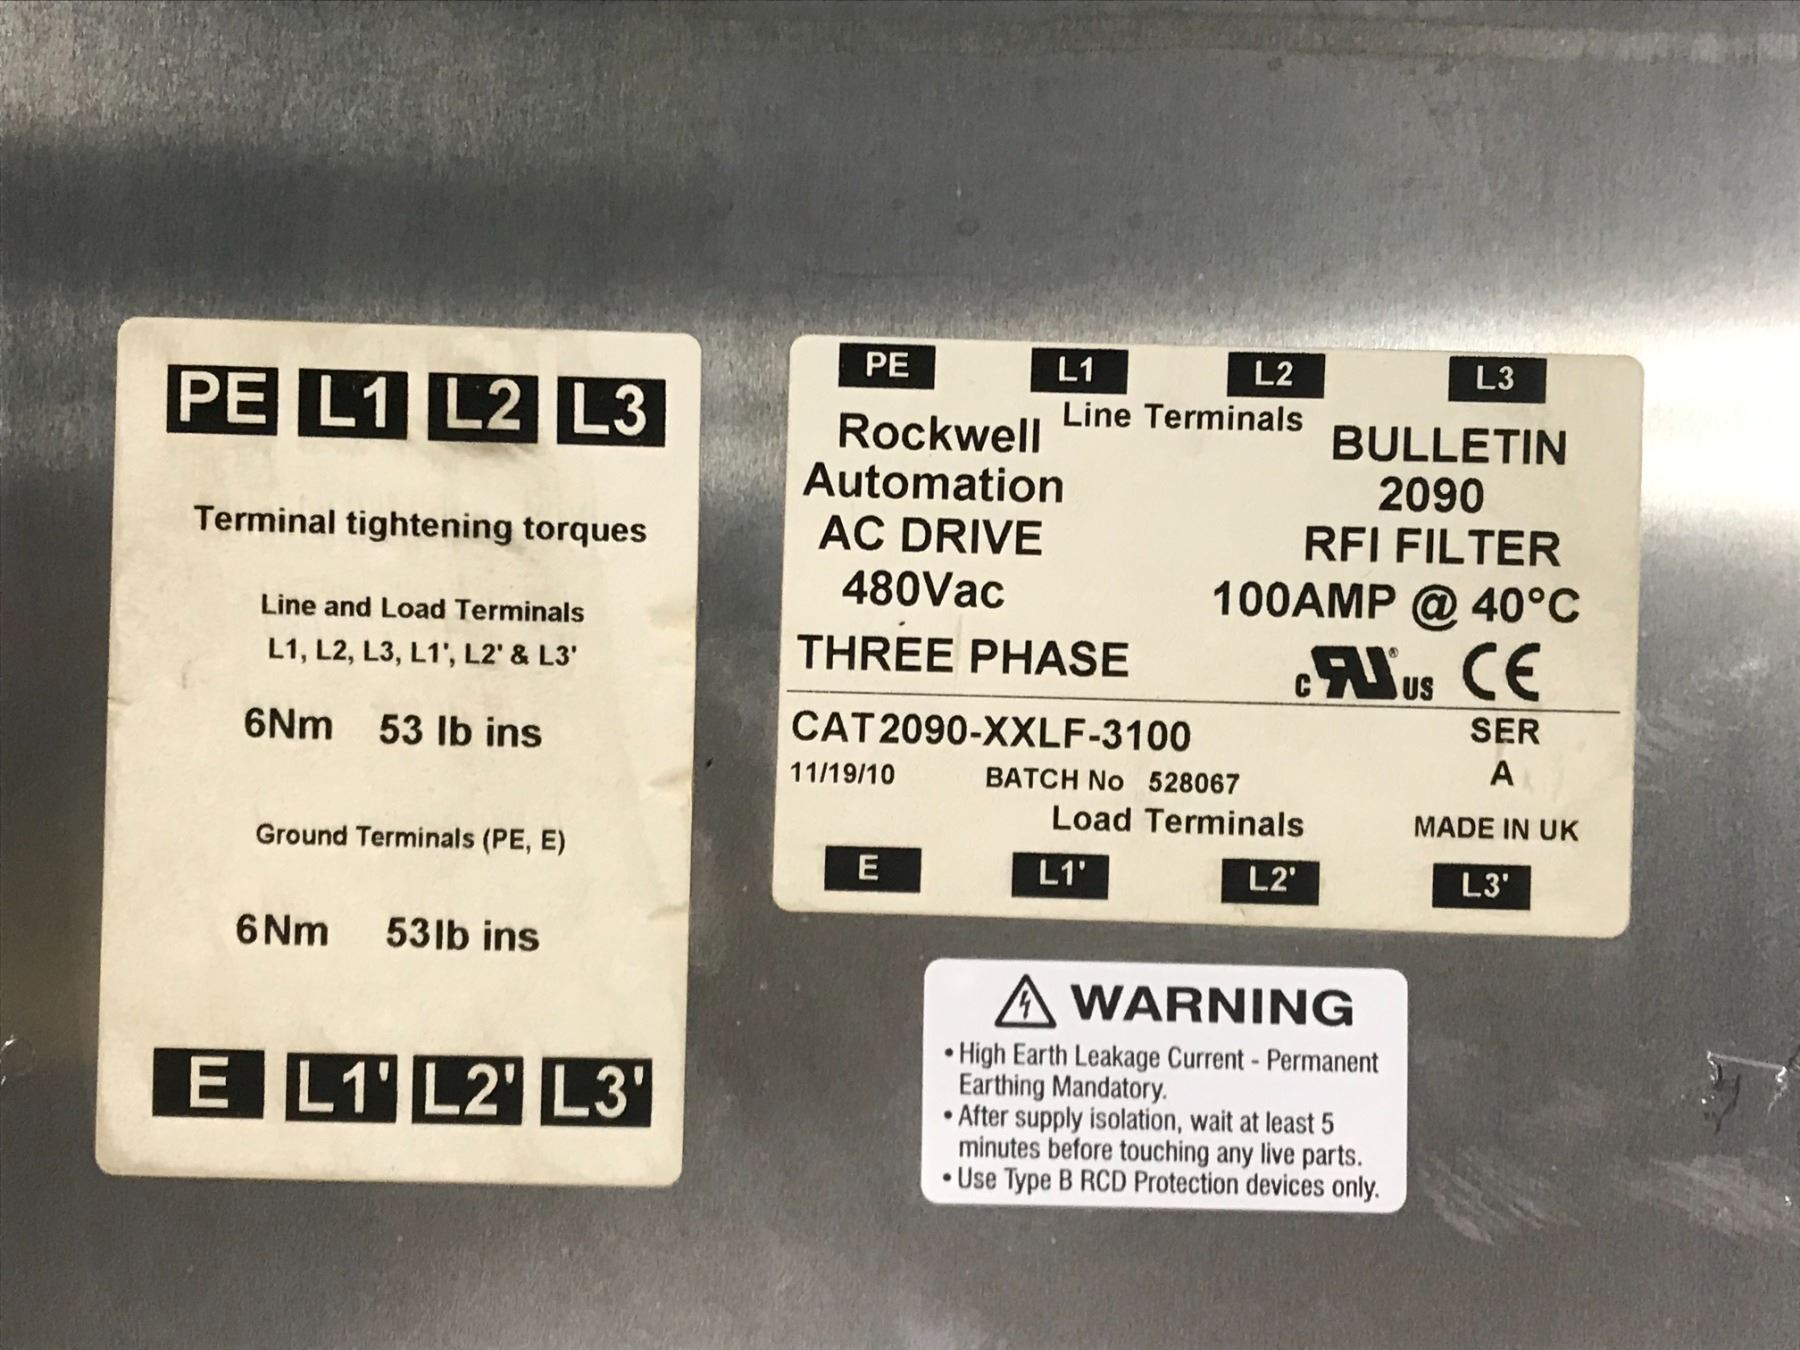 PE L1 L2 L3
Terminal tightening torques
Line and Load Terminals
L1, L2, L3, L1', L2' & L3'
6Nm 53 lb ins
Ground Terminals (PE, E)
6Nm 53lb ins
E L1' L2' L3'
PE L1 L2 L3
Line Terminals
Rockwell
Automation
AC DRIVE
480Vac
THREE PHASE
BULLETIN
2090
RFI FILTER
100AMP @ 40°C
c RU ® US CE
CAT2090-XXLF-3100
SER
11/19/10 BATCH No 528067
A
Load Terminals
MADE IN UK
E L1' L2' L3'
WARNING
• High Earth Leakage Current - Permanent
Earthing Mandatory.
• After supply isolation, wait at least 5
minutes before touching any live parts.
• Use Type B RCD Protection devices only.